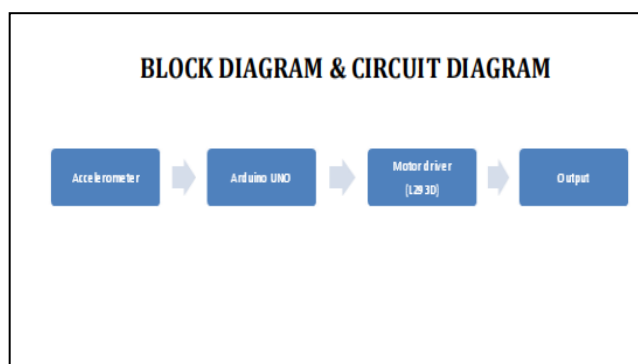 BLOCK DIAGRAM & CIRCUIT DIAGRAM
Accelerometer
Arduino UNO
Motor driver
(L293D)
Output